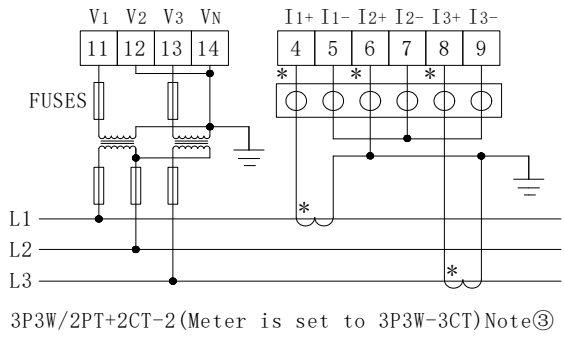 V1 V2 V3 VN I1+ I1- I2+ I2- I3+ I3-
11 12 13 14 4 5 6 7 8 9
* * *
FUSES
*
L1
L2
L3 *
3P3W/2PT+2CT-2(Meter is set to 3P3W-3CT)Note③